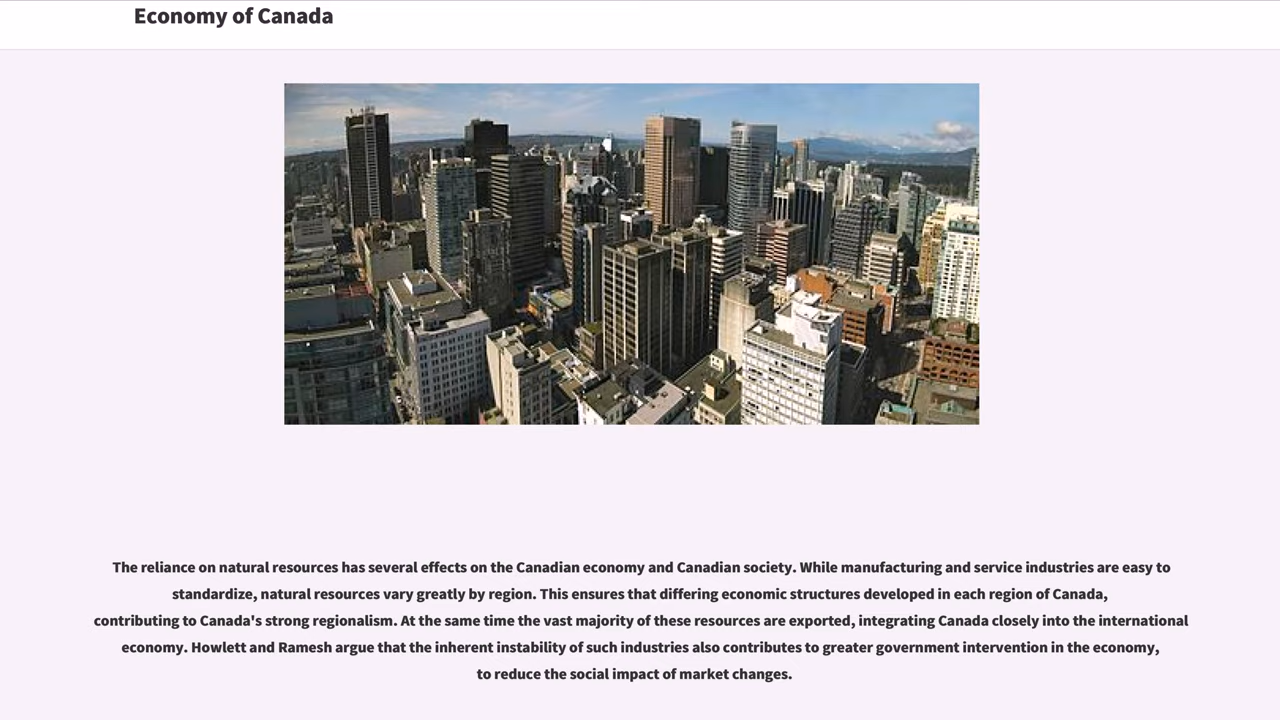 Economy of Canada
The reliance on natural resources has several effects on the Canadian economy and Canadian society. While manufacturing and service industries are easy to
standardize, natural resources vary greatly by region. This ensures that differing economic structures developed in each region of Canada,
contributing to Canada's strong regionalism. At the same time the vast majority of these resources are exported, integrating Canada closely into the international
economy. Howlett and Ramesh argue that the inherent instability of such industries also contributes to greater government intervention in the economy,
to reduce the social impact of market changes.